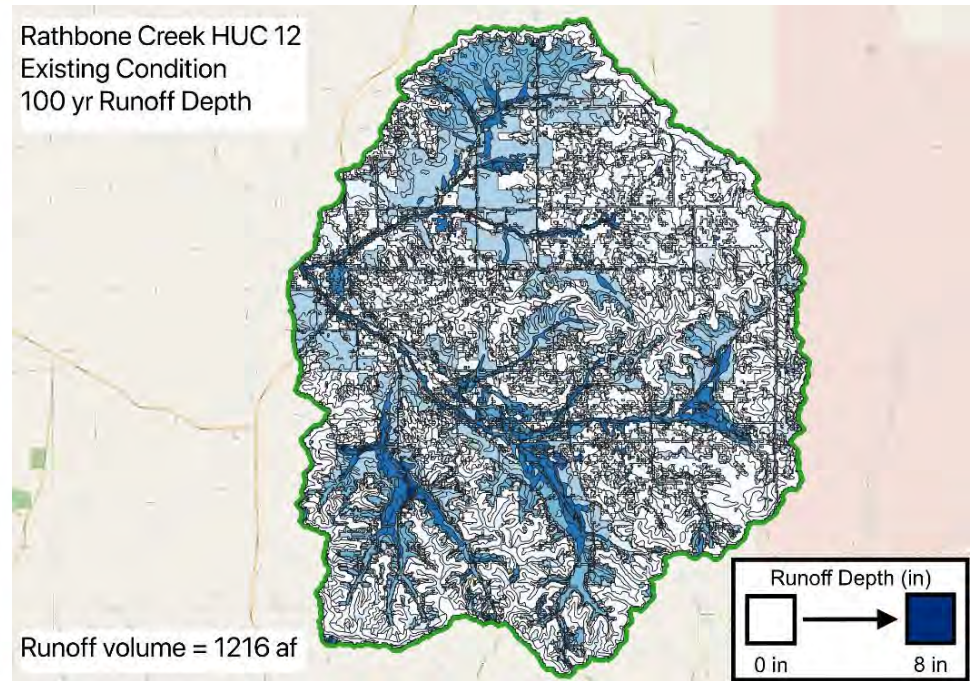 Rathbone Creek HUC 12
Existing Condition
100 yr Runoff Depth
Runoff volume = 1216 af
Runoff Depth (in)
0 in
8 in